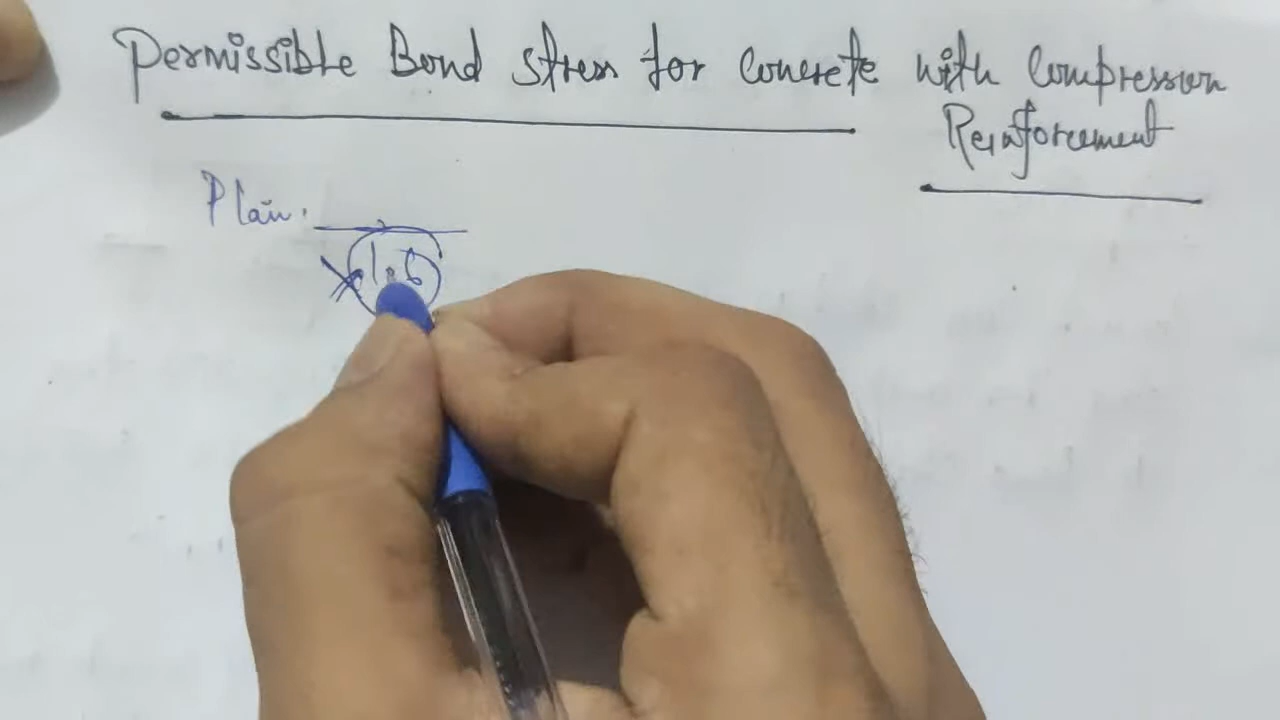 Permissible Bond stress for concrete with Compression
Reinforcement
Plain.
×1.6